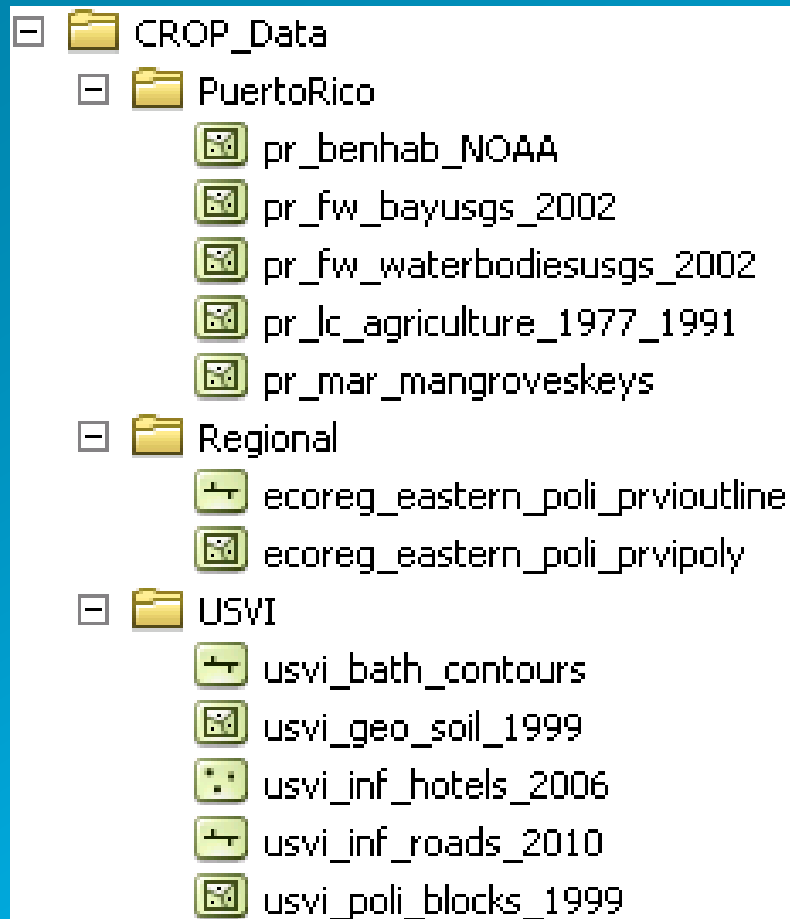 CROP_Data
PuertoRico
pr_benhab_NOAA
pr_fw_bayusgs_2002
pr_fw_waterbodiesusgs_2002
pr_lc_agriculture_1977_1991
pr_mar_mangroveskeys
Regional
ecoreg_eastern_poli_prvioutline
ecoreg_eastern_poli_prvipoly
USVI
usvi_bath_contours
usvi_geo_soil_1999
usvi_inf_hotels_2006
usvi_inf_roads_2010
usvi_poli_blocks_1999